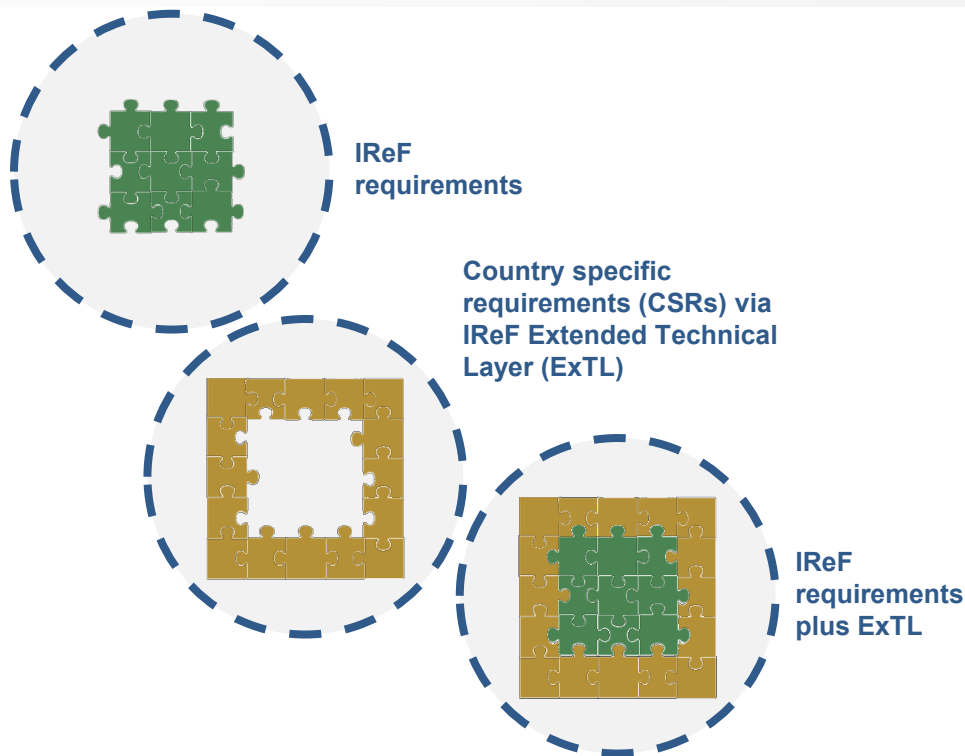 IReF
requirements
Country specific
requirements (CSRs) via
IReF Extended Technical
Layer (ExTL)
IReF
requirements
plus ExTL